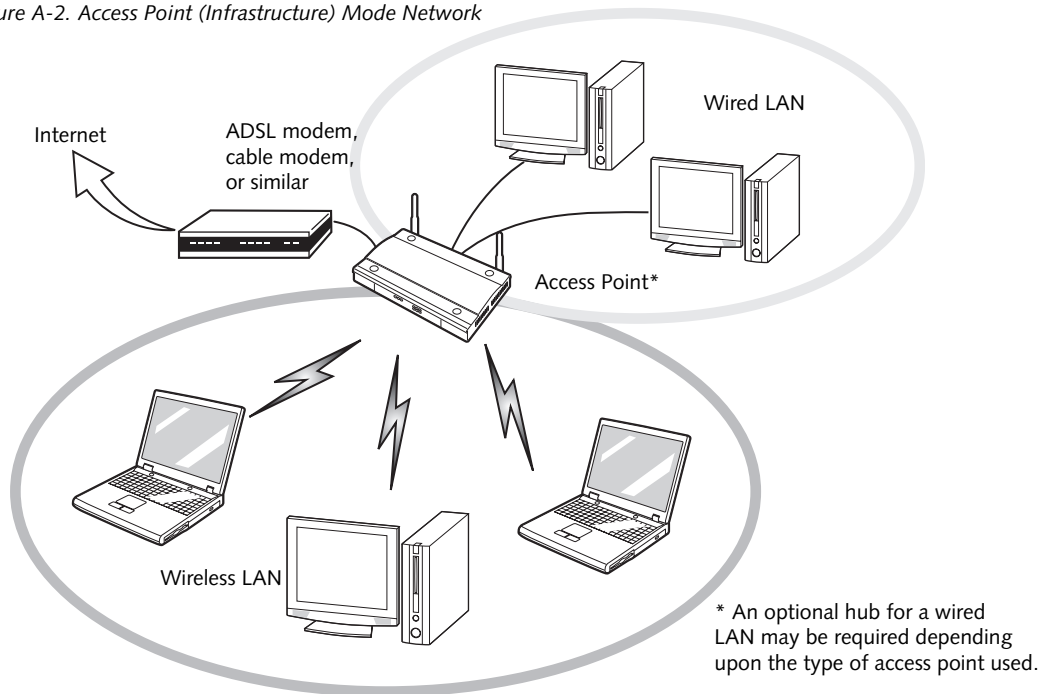 ure A-2. Access Point (Infrastructure) Mode Network
Wired LAN
Internet
ADSL modem,
cable modem,
or similar
Access Point*
Wireless LAN
* An optional hub for a wired
LAN may be required depending
upon the type of access point used.